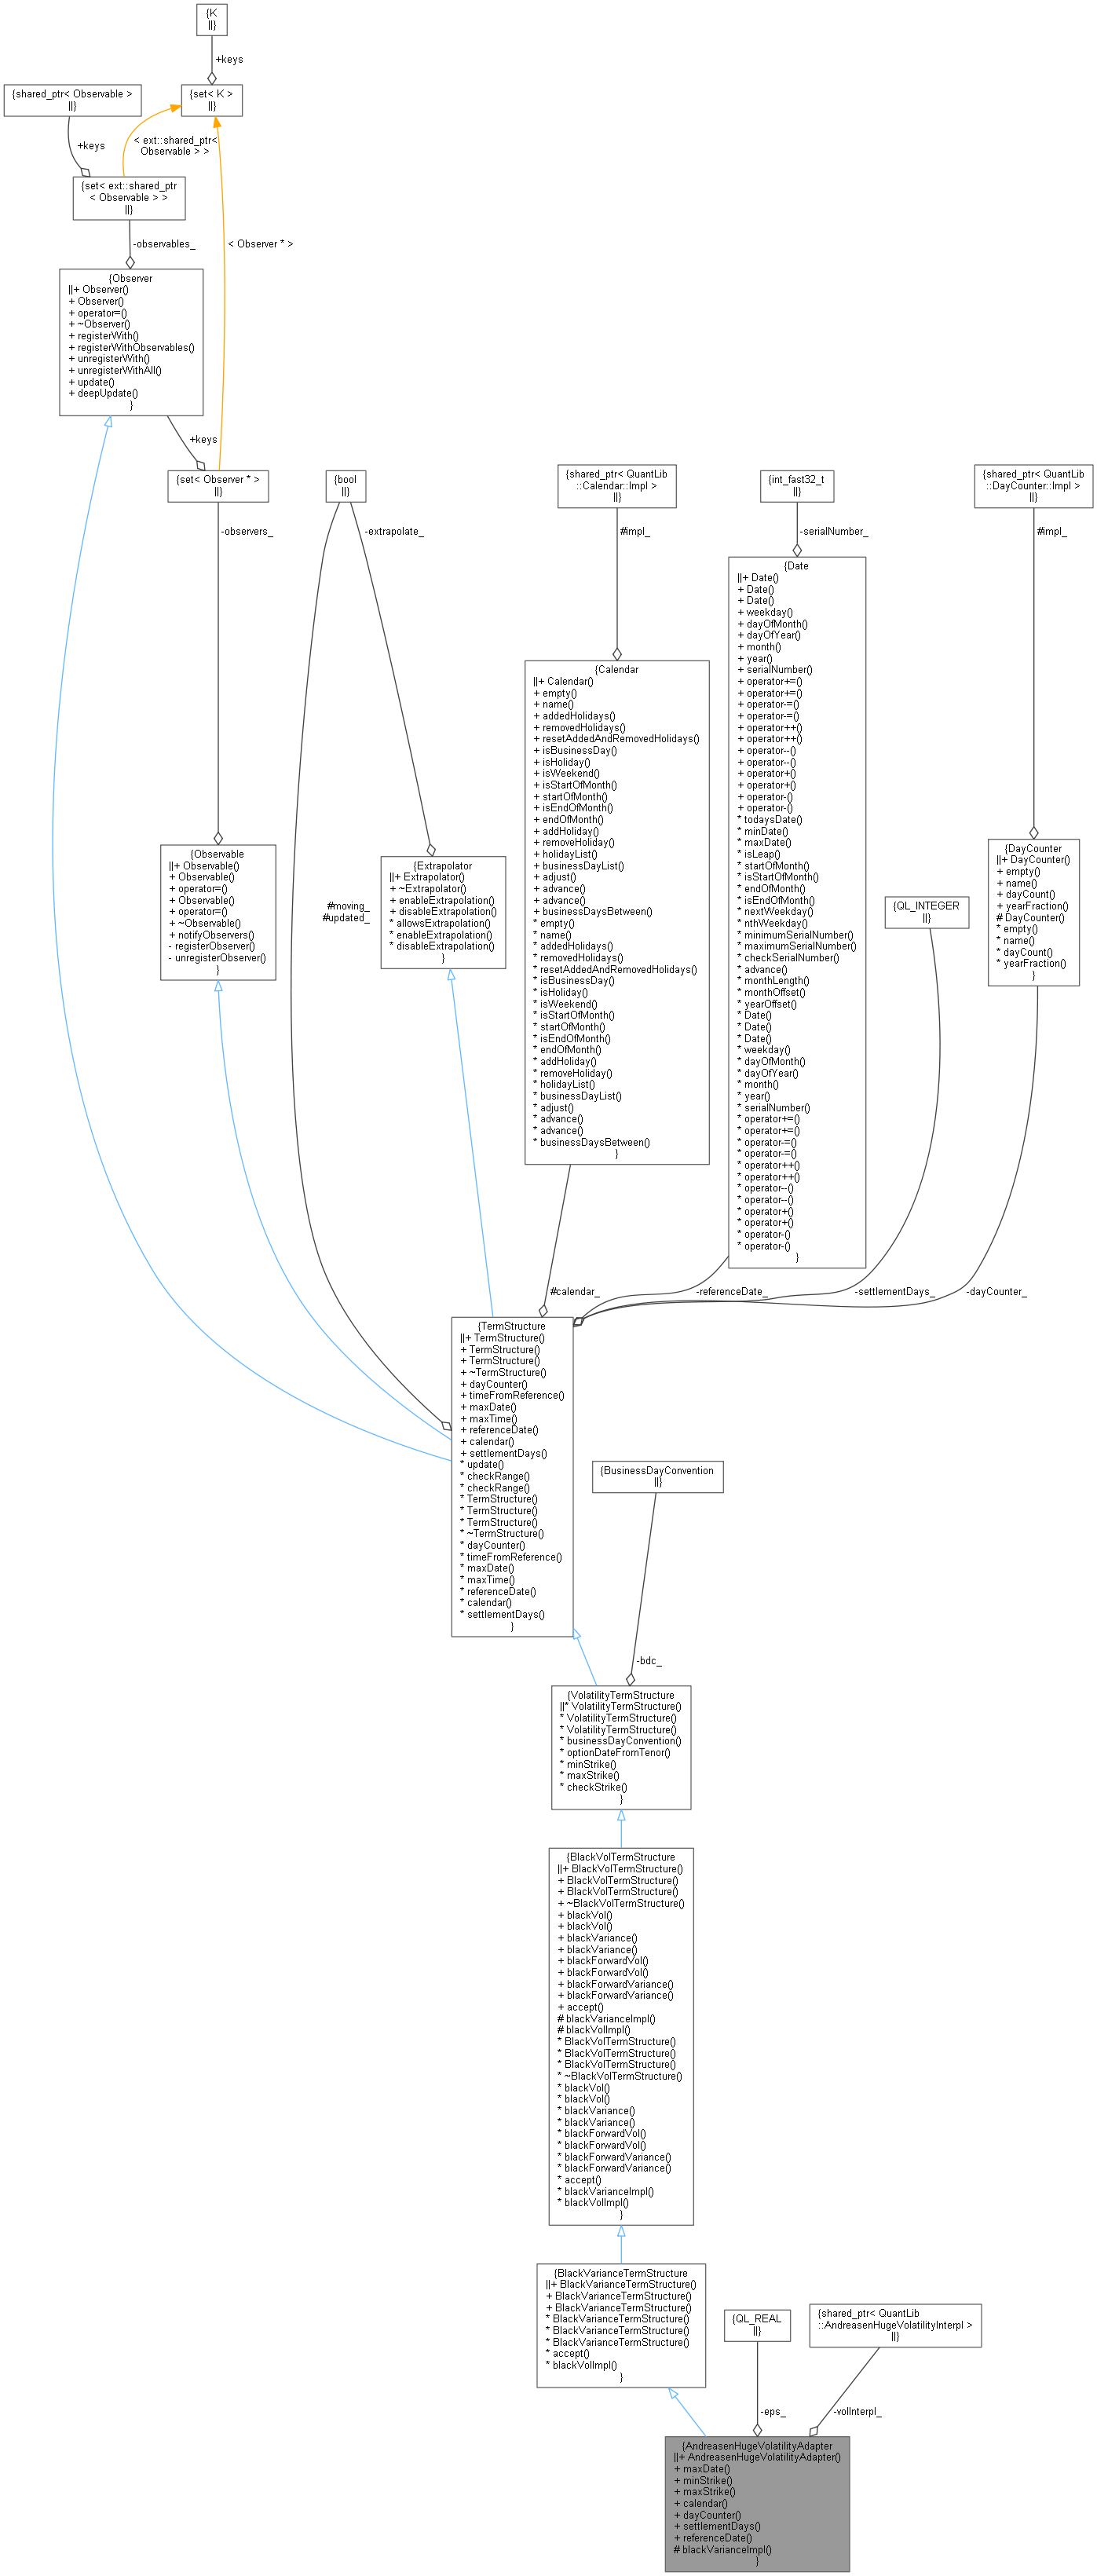 {K
||}
+keys
{shared_ptr< Observable >
||}
{set< K >
||}
+keys
< ext::shared_ptr<
Observable > >
{set< ext::shared_ptr
< Observable > >
||}
-observables_
< Observer * >
{Observer
||+ Observer()
+ Observer()
+ operator=()
+ ~Observer()
+ registerWith()
+ registerWithObservables()
+ unregisterWith()
+ unregisterWithAll()
+ update()
+ deepUpdate()
}
+keys
{set< Observer * >
||}
{bool
||}
{shared_ptr< QuantLib
::Calendar::Impl >
||}
{int_fast32_t
||}
{shared_ptr< QuantLib
::DayCounter::Impl >
||}
-observers_
-extrapolate_
#impl_
-serialNumber_
#impl_
{Date
||+ Date()
+ Date()
+ Date()
+ weekday()
+ dayOfMonth()
+ dayOfYear()
+ month()
+ year()
+ serialNumber()
+ operator+=()
+ operator+=()
+ operator-=()
+ operator-=()
+ operator++()
+ operator++()
+ operator--()
+ operator--()
+ operator+()
+ operator+()
+ operator-()
+ operator-()
* todaysDate()
* minDate()
* maxDate()
* isLeap()
* startOfMonth()
* isStartOfMonth()
* endOfMonth()
* isEndOfMonth()
* nextWeekday()
* nthWeekday()
* minimumSerialNumber()
* maximumSerialNumber()
* checkSerialNumber()
* advance()
* monthLength()
* monthOffset()
* yearOffset()
* Date()
* Date()
* Date()
* weekday()
* dayOfMonth()
* dayOfYear()
* month()
* year()
* serialNumber()
* operator+=()
* operator+=()
* operator-=()
* operator-=()
* operator++()
* operator++()
* operator--()
* operator--()
* operator+()
* operator+()
* operator-()
* operator-()
}
{Calendar
||+ Calendar()
+ empty()
+ name()
+ addedHolidays()
+ removedHolidays()
+ resetAddedAndRemovedHolidays()
+ isBusinessDay()
+ isHoliday()
+ isWeekend()
+ isStartOfMonth()
+ startOfMonth()
+ isEndOfMonth()
+ endOfMonth()
+ addHoliday()
+ removeHoliday()
+ holidayList()
+ businessDayList()
+ adjust()
+ advance()
+ advance()
+ businessDaysBetween()
* empty()
* name()
* addedHolidays()
* removedHolidays()
* resetAddedAndRemovedHolidays()
* isBusinessDay()
* isHoliday()
* isWeekend()
* isStartOfMonth()
* startOfMonth()
* isEndOfMonth()
* endOfMonth()
* addHoliday()
* removeHoliday()
* holidayList()
* businessDayList()
* adjust()
* advance()
* advance()
* businessDaysBetween()
}
{Observable
||+ Observable()
+ Observable()
+ operator=()
+ Observable()
+ operator=()
+ ~Observable()
+ notifyObservers()
- registerObserver()
- unregisterObserver()
}
#moving_
#updated_
{Extrapolator
||+ Extrapolator()
+ ~Extrapolator()
+ enableExtrapolation()
+ disableExtrapolation()
* allowsExtrapolation()
* enableExtrapolation()
* disableExtrapolation()
}
{QL_INTEGER
||}
{DayCounter
||+ DayCounter()
+ empty()
+ name()
+ dayCount()
+ yearFraction()
# DayCounter()
* empty()
* name()
* dayCount()
* yearFraction()
}
#calendar_
-referenceDate_
-settlementDays_
-dayCounter_
{TermStructure
||+ TermStructure()
+ TermStructure()
+ TermStructure()
+ ~TermStructure()
+ dayCounter()
+ timeFromReference()
+ maxDate()
+ maxTime()
+ referenceDate()
+ calendar()
+ settlementDays()
* update()
* checkRange()
* checkRange()
* TermStructure()
* TermStructure()
* TermStructure()
* ~TermStructure()
* dayCounter()
* timeFromReference()
* maxDate()
* maxTime()
* referenceDate()
* calendar()
* settlementDays()
}
{BusinessDayConvention
||}
-bdc_
{VolatilityTermStructure
||* VolatilityTermStructure()
* VolatilityTermStructure()
* VolatilityTermStructure()
* businessDayConvention()
* optionDateFromTenor()
* minStrike()
* maxStrike()
* checkStrike()
}
{BlackVolTermStructure
||+ BlackVolTermStructure()
+ BlackVolTermStructure()
+ BlackVolTermStructure()
+ ~BlackVolTermStructure()
+ blackVol()
+ blackVol()
+ blackVariance()
+ blackVariance()
+ blackForwardVol()
+ blackForwardVol()
+ blackForwardVariance()
+ blackForwardVariance()
+ accept()
# blackVarianceImpl()
# blackVolImpl()
* BlackVolTermStructure()
* BlackVolTermStructure()
* BlackVolTermStructure()
* ~BlackVolTermStructure()
* blackVol()
* blackVol()
* blackVariance()
* blackVariance()
* blackForwardVol()
* blackForwardVol()
* blackForwardVariance()
* blackForwardVariance()
* accept()
* blackVarianceImpl()
* blackVolImpl()
}
{BlackVarianceTermStructure
||+ BlackVarianceTermStructure()
+ BlackVarianceTermStructure()
+ BlackVarianceTermStructure()
* BlackVarianceTermStructure()
* BlackVarianceTermStructure()
* BlackVarianceTermStructure()
* accept()
* blackVolImpl()
}
{QL_REAL
||}
{shared_ptr< QuantLib
::AndreasenHugeVolatilityInterpl >
||}
-eps_
-volInterpl_
{AndreasenHugeVolatilityAdapter
||+ AndreasenHugeVolatilityAdapter()
+ maxDate()
+ minStrike()
+ maxStrike()
+ calendar()
+ dayCounter()
+ settlementDays()
+ referenceDate()
# blackVarianceImpl()
}